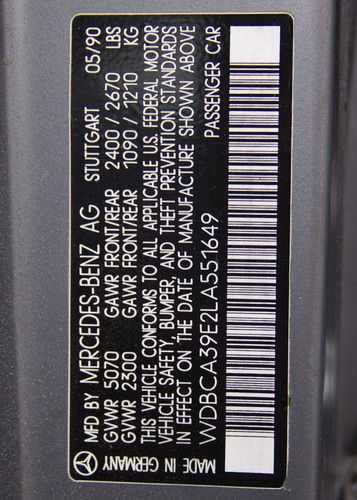 MFD BY MERCEDES-BENZ AG STUTTGART 05/90
GVWR 5070 GAWR FRONT/REAR 2400/2670 LBS
GVWR 2300 GAWR FRONT/REAR 1090/1210 KG
THIS VEHICLE CONFORMS TO ALL APPLICABLE US. FEDERAL MOTOR
VEHICLE SAFETY, BUMPER, AND THEFT PREVENTION STANDARDS
IN EFFECT ON THE DATE OF MANUFACTURE SHOWN ABOVE
WDBCA39E2LA551649 PASSENGER CAR
MADE IN GERMANY